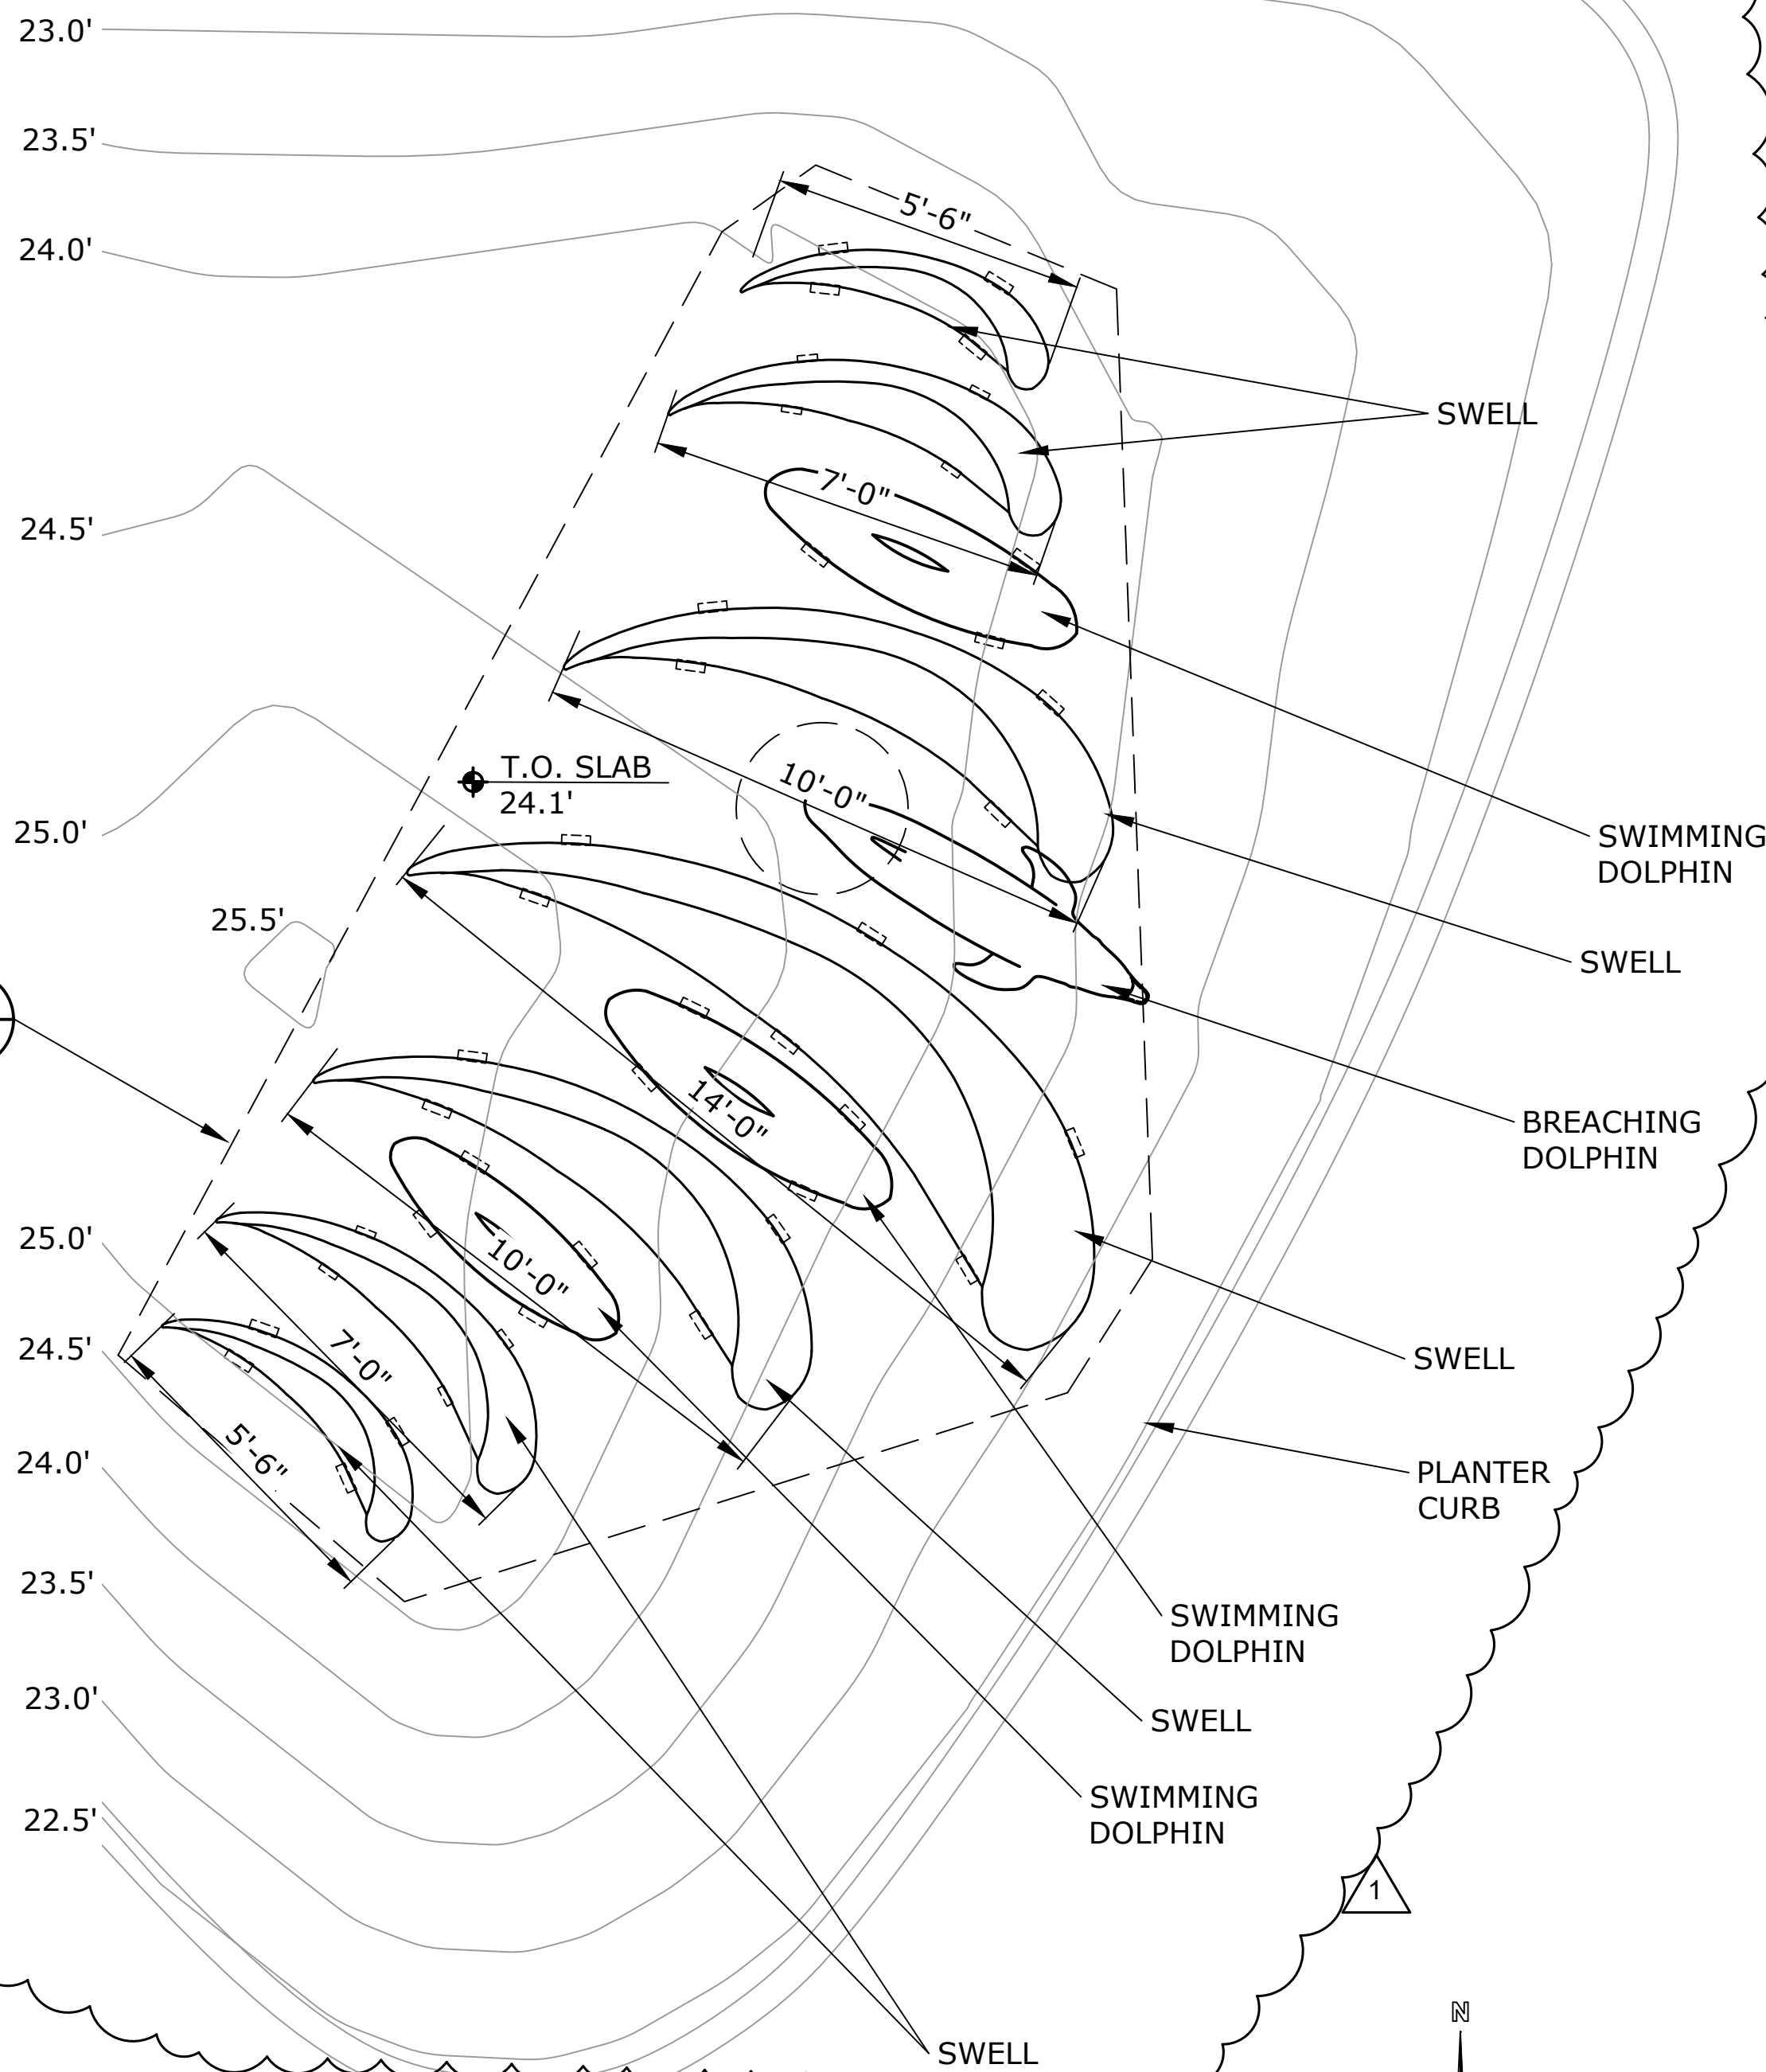 23.0'
23.5'
5'-6"
24.0'
SWELL
7'-0"
24.5'
T.O. SLAB
24.1'
10'-0"
25.0'
SWIMMING
DOLPHIN
25.5'
SWELL
14'-0"
BREACHING
DOLPHIN
25.0'
10'-0"
24.5'
7'-0"
SWELL
24.0'
5'-6"
PLANTER
CURB
23.5'
SWIMMING
DOLPHIN
23.0'
SWELL
22.5'
SWIMMING
DOLPHIN
1
N
SWELL